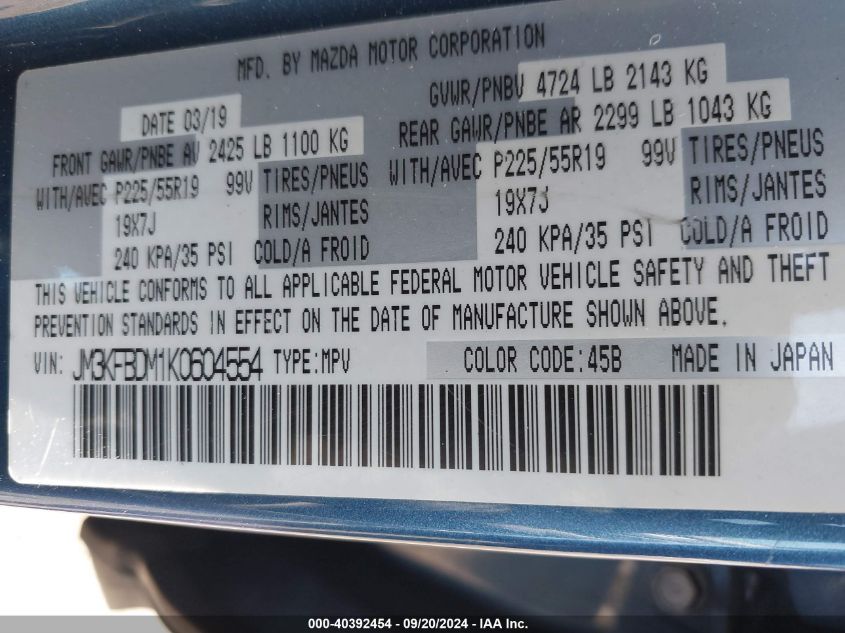 MFD. BY MAZDA MOTOR CORPORATION
DATE 03/19 GVWR/PNBV 4724 LB 2143 KG
FRONT GAWR/PNBE AV 2425 LB 1100 KG REAR GAWR/PNBE AR 2299 LB 1043 KG
WITH/AVEC P225/55R19 99V TIRES/PNEUS WITH/AVEC P225/55R19 99V TIRES/PNEUS
19X7J RIMS/JANTES 19X7J RIMS/JANTES
240 KPA/35 PSI COLD/A FROID 240 KPA/35 PSI COLD/A FROID
THIS VEHICLE CONFORMS TO ALL APPLICABLE FEDERAL MOTOR VEHICLE SAFETY AND THEFT
PREVENTION STANDARDS IN EFFECT ON THE DATE OF MANUFACTURE SHOWN ABOVE.
VIN: JM3KFBDM1K0604554 TYPE:MPV COLOR CODE:45B MADE IN JAPAN
000-40392454 - 09/20/2024 - IAAI.com.